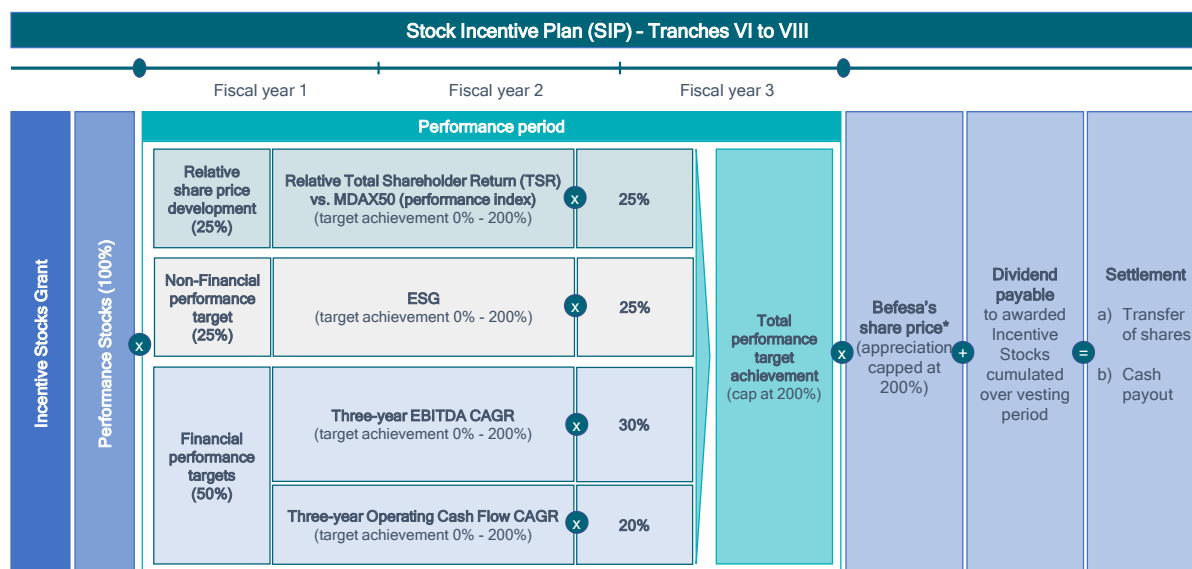 Stock Incentive Plan (SIP) - Tranches VI to VIII
Fiscal year 1
Fiscal year 2
Fiscal year 3
Incentive Stocks Grant
Performance Stocks (100%)
x
Performance period
Relative
share price
development
(25%)
Relative Total Shareholder Return (TSR)
vs. MDAX50 (performance index)
(target achievement 0% - 200%)
x
25%
Non-Financial
performance
target
(25%)
ESG
(target achievement 0% - 200%)
x
25%
Financial
performance
targets
(50%)
Three-year EBITDA CAGR
(target achievement 0% - 200%)
x
30%
Three-year Operating Cash Flow CAGR
(target achievement 0% - 200%)
x
20%
Total
performance
target
achievement
(cap at 200%)
x
Befesa's
share price*
(appreciation
capped at
200%)
+
Dividend
payable
to awarded
Incentive
Stocks
cumulated
over vesting
period
=
Settlement
a) Transfer
of shares
b) Cash
payout